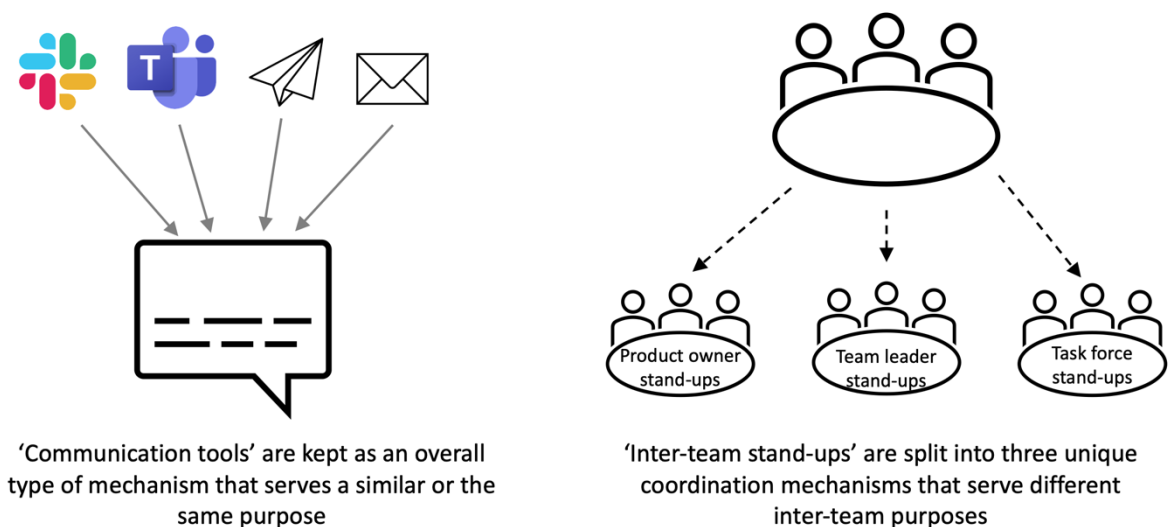 T
Product owner
stand-ups
Team leader
stand-ups
Task force
stand-ups
‘Communication tools’ are kept as an overall
type of mechanism that serves a similar or the
same purpose
‘Inter-team stand-ups’ are split into three unique
coordination mechanisms that serve different
inter-team purposes